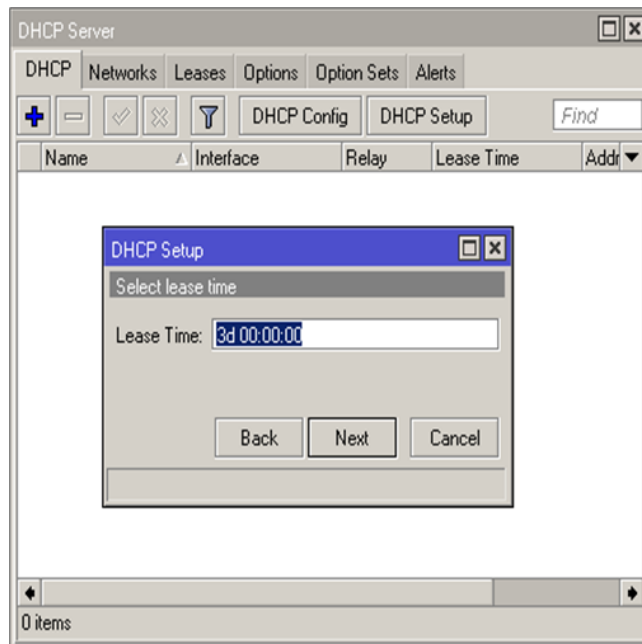 DHCP Server
DHCP Networks Leases Options Option Sets Alerts
DHCP Config DHCP Setup Find
Name Interface Relay Lease Time Addr
DHCP Setup
Select lease time
Lease Time: 3d 00:00:00
Back Next Cancel
0 items